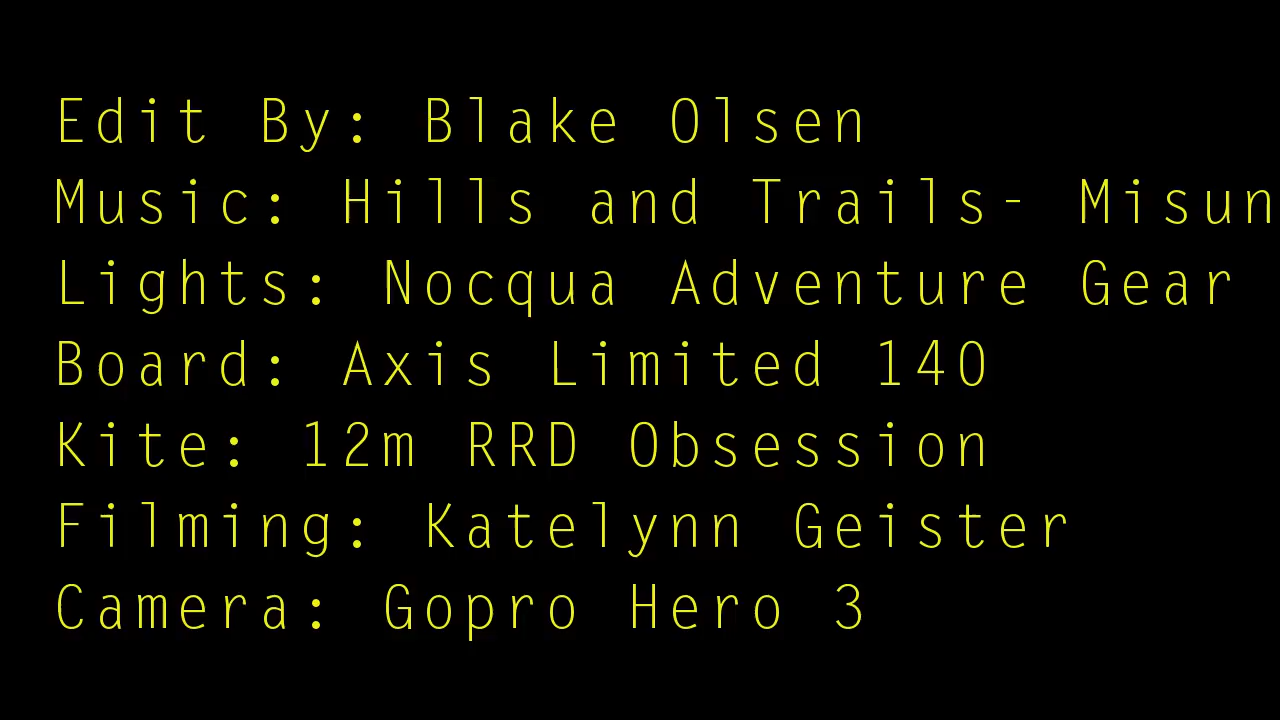 Edit By: Blake Olsen
Music: Hills and Trails- Misun
Lights: Nocqua Adventure Gear
Board: Axis Limited 140
Kite: 12m RRD Obsession
Filming: Katelynn Geister
Camera: Gopro Hero 3